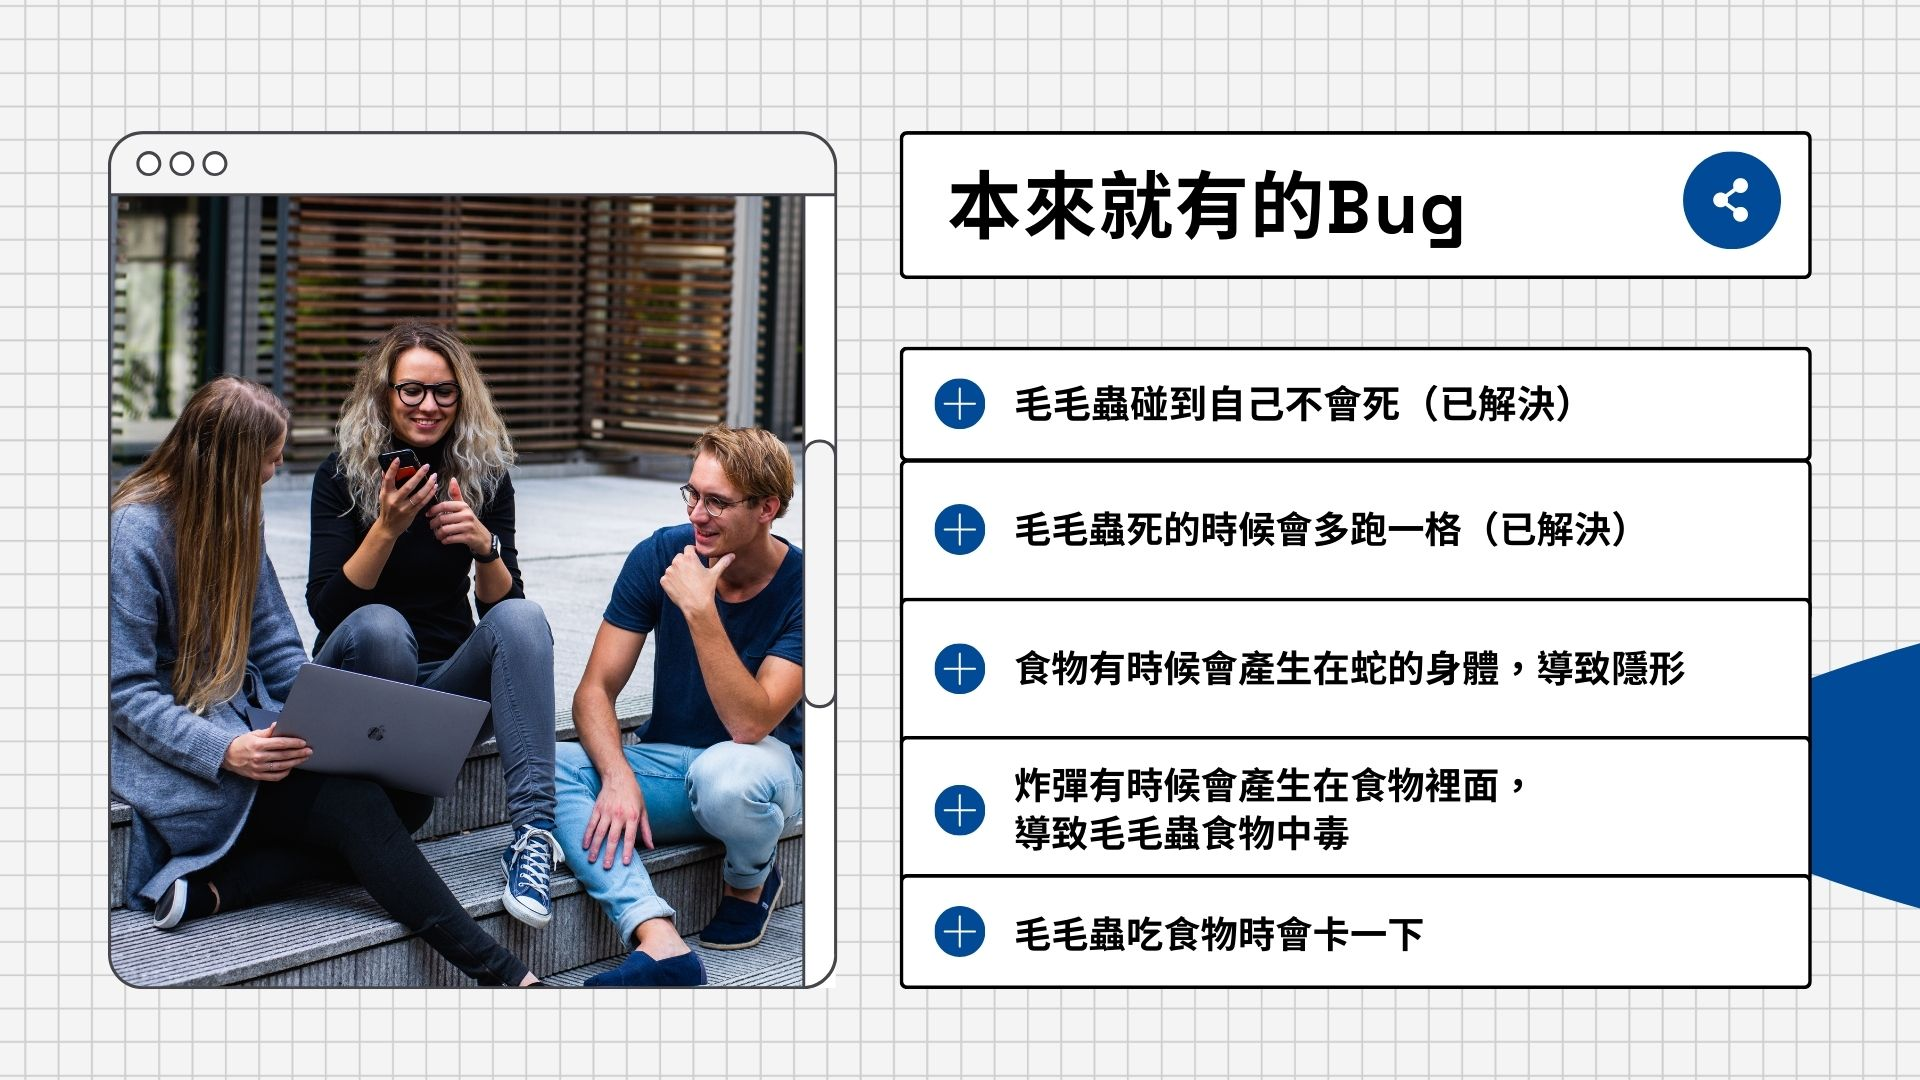 本來就有的Bug
毛毛蟲碰到自己不會死（已解決）
毛毛蟲死的時候會多跑一格（已解決）
食物有時候會產生在蛇的身體，導致隱形
炸彈有時候會產生在食物裡面，
導致毛毛蟲食物中毒
毛毛蟲吃食物時會卡一下